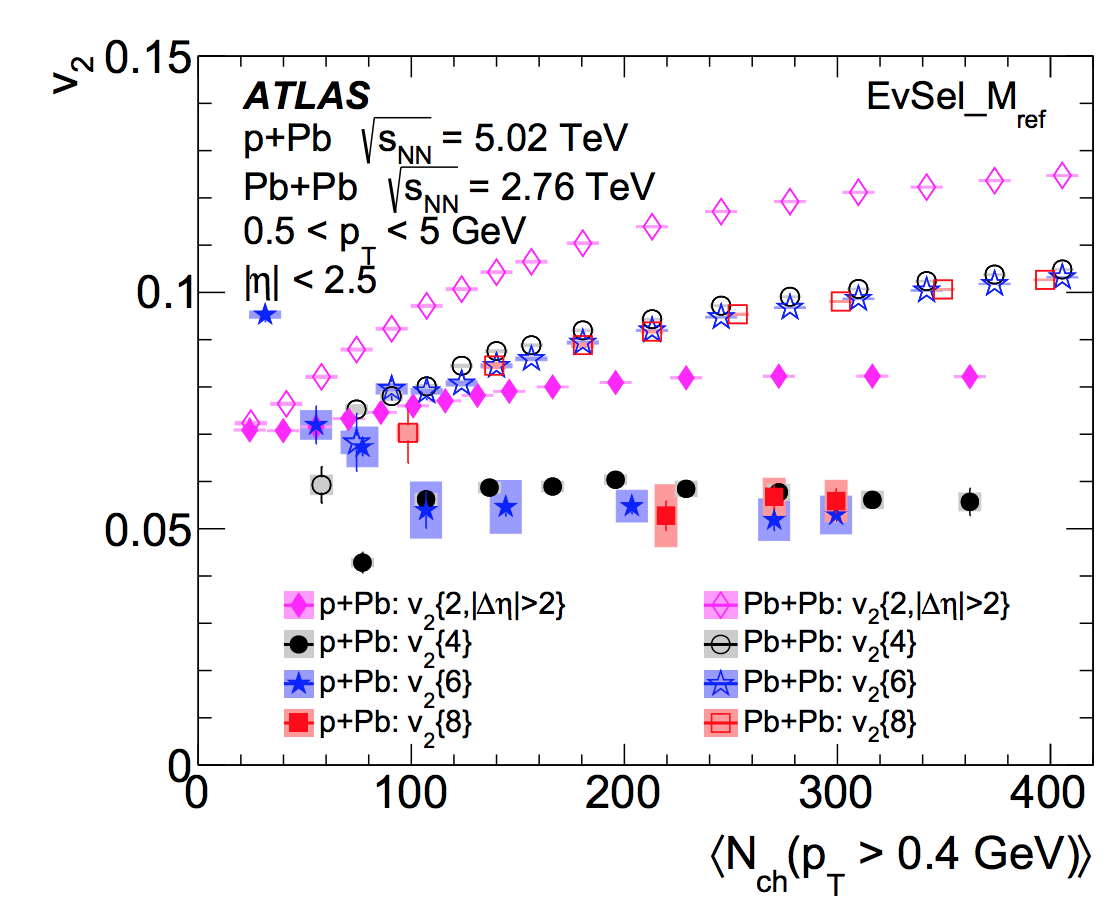 v2
0.15
0.1
0.05
0
ATLAS
EvSel_Mref
p+Pb √sNN = 5.02 TeV
Pb+Pb √sNN = 2.76 TeV
0.5 < pT < 5 GeV
|η| < 2.5
p+Pb: v2{2,|Δη|>2}
p+Pb: v2{4}
p+Pb: v2{6}
p+Pb: v2{8}
Pb+Pb: v2{2,|Δη|>2}
Pb+Pb: v2{4}
Pb+Pb: v2{6}
Pb+Pb: v2{8}
0 100 200 300 400
⟨Nch(pT > 0.4 GeV)⟩